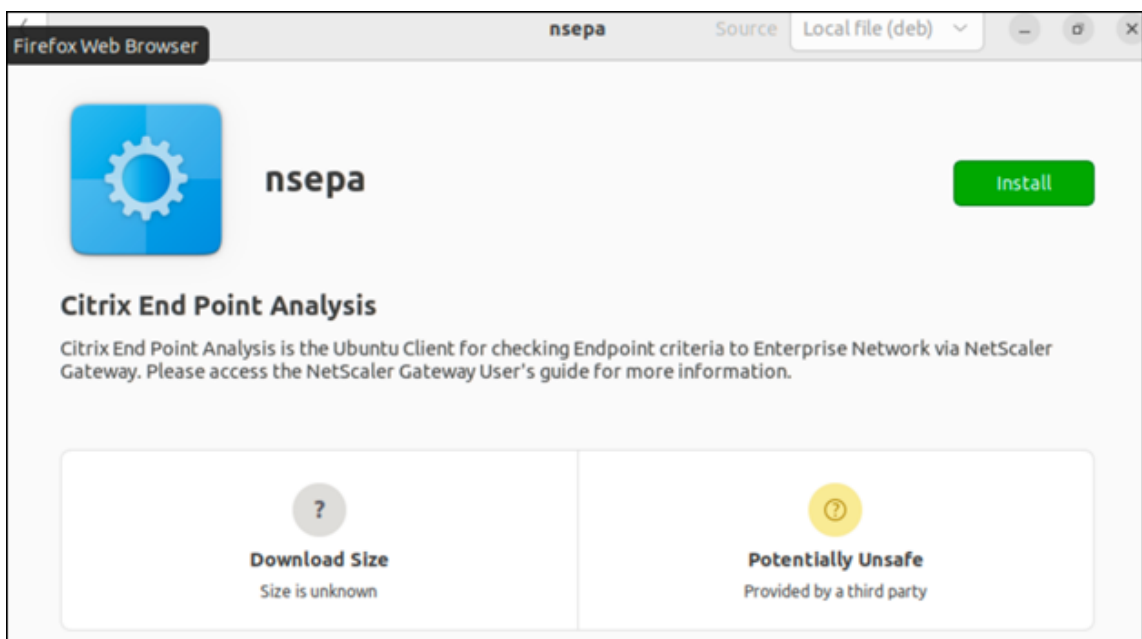 nsepa
Source
Local file (deb)
Firefox Web Browser
nsepa
Install
Citrix End Point Analysis
Citrix End Point Analysis is the Ubuntu Client for checking Endpoint criteria to Enterprise Network via NetScaler
Gateway. Please access the NetScaler Gateway User's guide for more information.
?
Download Size
Size is unknown
?
Potentially Unsafe
Provided by a third party